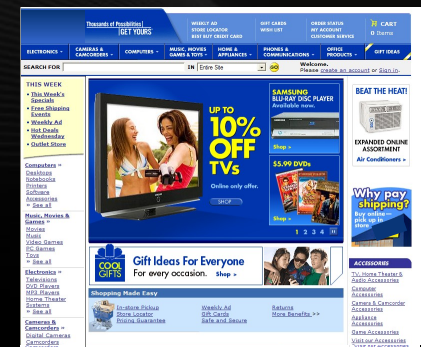 Thousands of Possibilities
GET YOURS
WEEKLY AD
STORE LOCATOR
BEST BUY CREDIT CARD
GIFT CARDS
WISH LIST
ORDER STATUS
MY ACCOUNT
CUSTOMER SERVICE
CART
0 Items
ELECTRONICS
CAMERAS & CAMCORDERS
COMPUTERS
MUSIC, MOVIES GAMES & TOYS
HOME & APPLIANCES
PHONES & COMMUNICATIONS
OFFICE PRODUCTS
GIFT IDEAS
SEARCH FOR
IN
Entire Site
GO
Welcome.
Please create an account or Sign in.
THIS WEEK
• This Week's Specials
• Free Shipping Events
• Weekly Ad
• Hot Deals Wednesday
• Outlet Store
Computers »
Desktops
Notebooks
Printers
Software
Accessories
» See all
Music, Movies & Games »
Movies
Music
Video Games
PC Games
Toys
» See all
Electronics »
Televisions
DVD Players
MP3 Players
Home Theater Systems
» See all
Cameras & Camcorders »
Digital Cameras
Camcorders
UP TO
10%
OFF
TVs
Online only offer.
SHOP
SAMSUNG
BLU-RAY DISC PLAYER
Available now.
Shop »
$5.99 DVDs
Shop »
1 2 3 4
BEAT THE HEAT!
EXPANDED ONLINE ASSORTMENT
Air Conditioners »
Why pay
shipping?
Buy online—
pick up in
store.
COOL
GIFTS
Gift Ideas For Everyone
For every occasion. Shop »
Shopping Made Easy
In-store Pickup
Store Locator
Pricing Guarantee
Weekly Ad
Gift Cards
Safe and Secure
Returns
More Benefits >>
ACCESSORIES
TV, Home Theater & Audio Accessories
Computer Accessories
Camera & Camcorder Accessories
Appliance Accessories
Game Accessories
Visit our Accessories